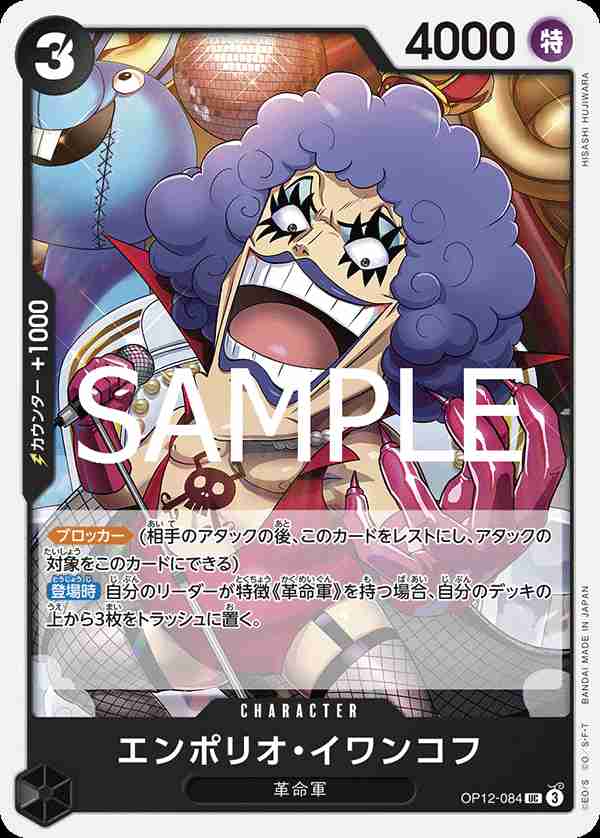 3
4000
特
HISASHI HUJIWARA
カウンター +1000
SAMPLE
ブロッカー (相手のアタックの後、このカードをレストにし、アタックの
対象をこのカードにできる)
登場時 自分のリーダーが特徴《革命軍》を持つ場合、自分のデッキの
上から3枚をトラッシュに置く。
©E.O/S ©O/S・F・T BANDAI MADE IN JAPAN
CHARACTER
エンポリオ・イワンコフ
革命軍
OP12-084 UC 3